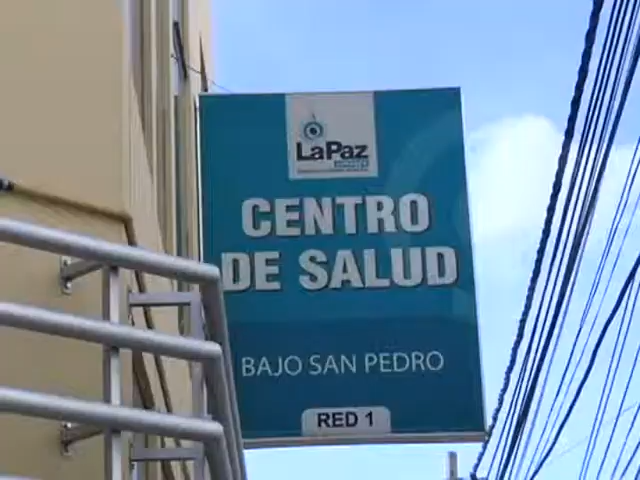 LaPaz
CENTRO
DE SALUD
BAJO SAN PEDRO
RED 1